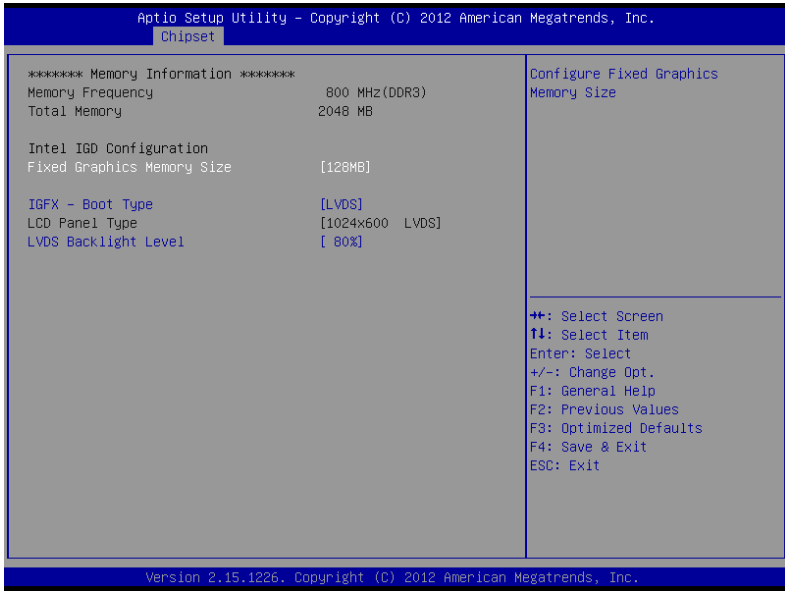 Aptio Setup Utility – Copyright (C) 2012 American Megatrends, Inc.
Chipset
******* Memory Information *******
Memory Frequency 800 MHz(DDR3)
Total Memory 2048 MB
Intel IGD Configuration
Fixed Graphics Memory Size [128MB]
IGFX – Boot Type [LVDS]
LCD Panel Type [1024x600 LVDS]
LVDS Backlight Level [ 80%]
Configure Fixed Graphics
Memory Size
→←: Select Screen
↑↓: Select Item
Enter: Select
+/-: Change Opt.
F1: General Help
F2: Previous Values
F3: Optimized Defaults
F4: Save & Exit
ESC: Exit
Version 2.15.1226. Copyright (C) 2012 American Megatrends, Inc.